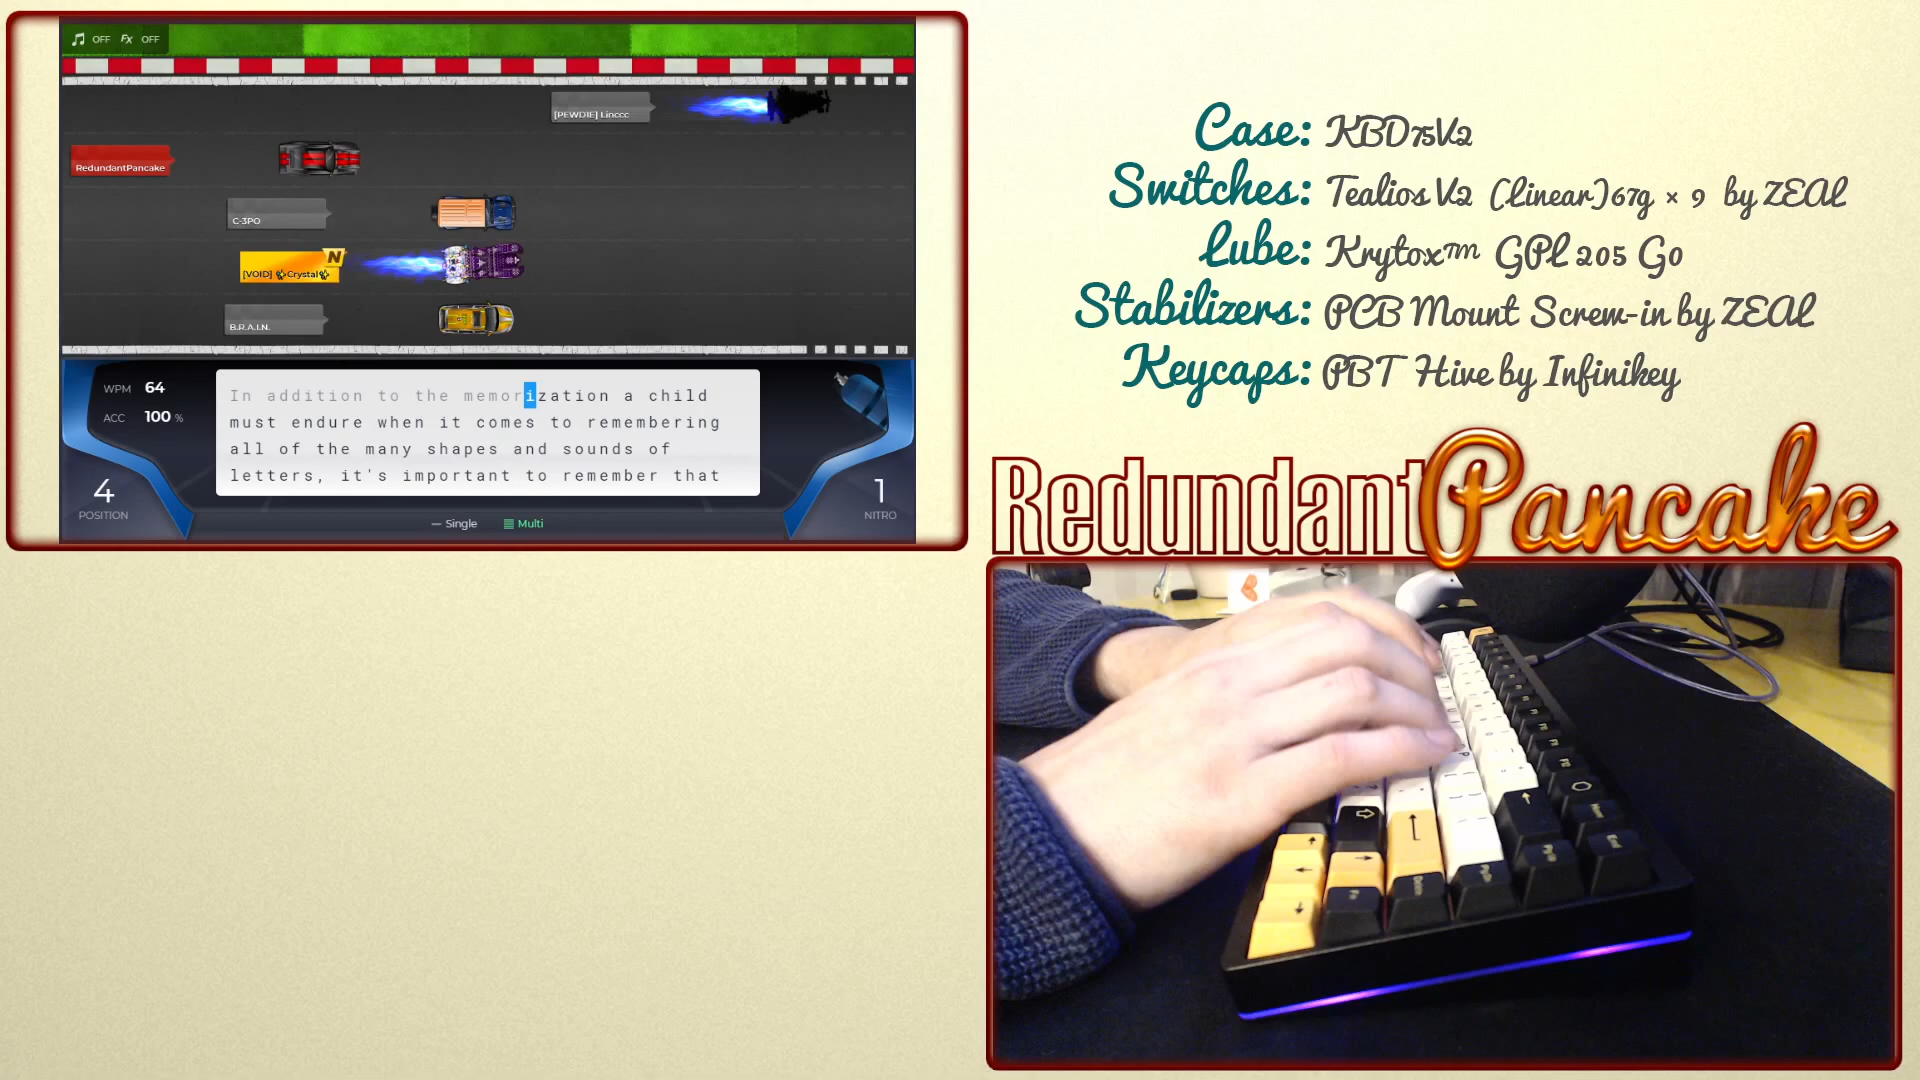 OFF Fx OFF
[PEWDIE] Linccc
RedundantPancake
C-3PO
N
[VOID] Crystal
B.R.A.I.N.
WPM 64
ACC 100 %
In addition to the memorization a child
must endure when it comes to remembering
all of the many shapes and sounds of
letters, it's important to remember that
4
POSITION
1
NITRO
Single Multi
Case: KBD75V2
Switches: Tealios V2 (Linear) 67g × 9 by ZEAL
Lube: Krytox™ GPL 205 G0
Stabilizers: PCB Mount Screw-in by ZEAL
Keycaps: PBT Hive by Infinikey
RedundantPancake
P
End
Fn